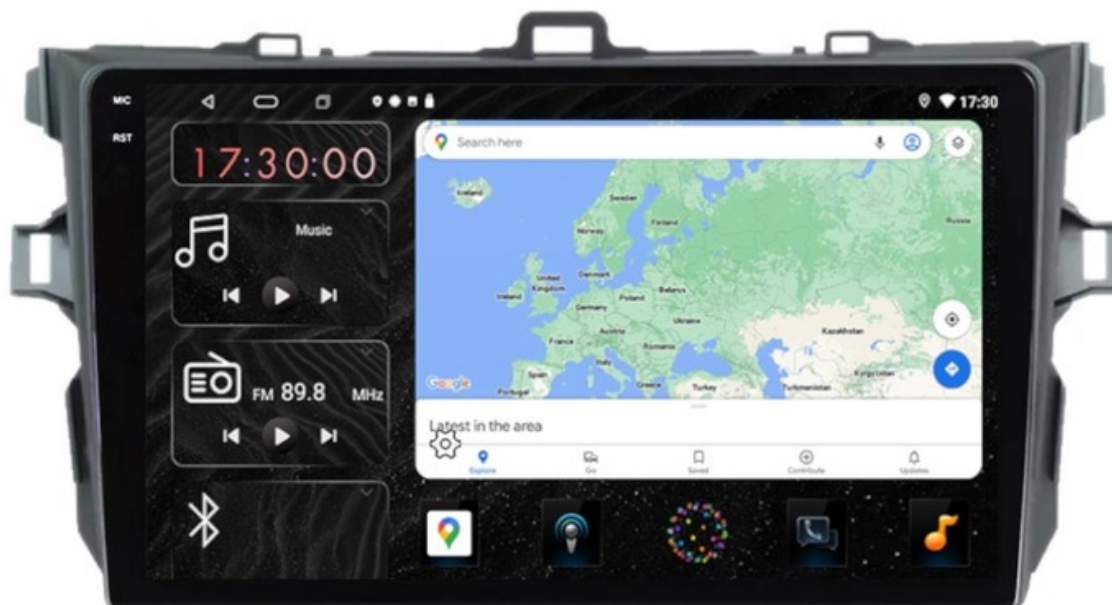 MIC
RST
17:30
17:30:00
Music
FM 89.8 MHz
Search here
Iceland
Sweden
Finland
Russia
Norway
United Kingdom
Denmark
Ireland
Belarus
Poland
Germany
Ukraine
Austria
France
Romania
Kazakhstan
Italy
Spain
Portugal
Greece
Turkey
Turkmenistan
Kyrgyzstan
Google
Latest in the area
Explore
Go
Saved
Contribute
Updates